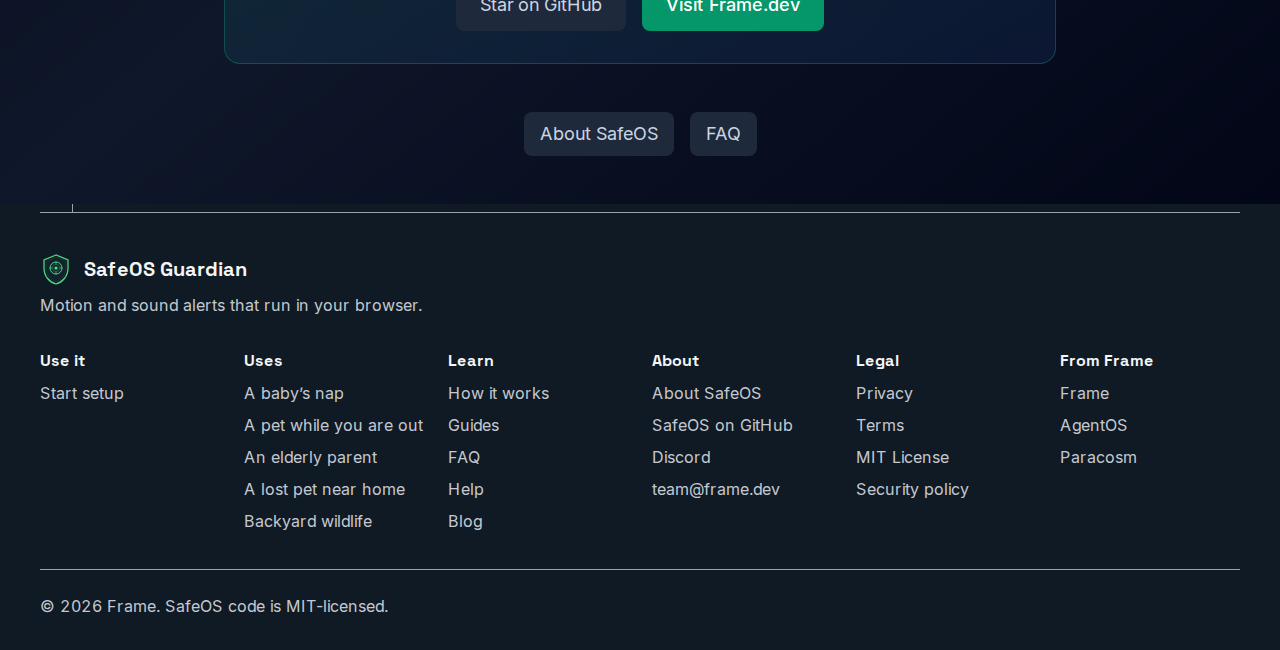 Star on GitHub
Visit Frame.dev
About SafeOS
FAQ
SafeOS Guardian
Motion and sound alerts that run in your browser.
Use it
Start setup
Uses
A baby’s nap
A pet while you are out
An elderly parent
A lost pet near home
Backyard wildlife
Learn
How it works
Guides
FAQ
Help
Blog
About
About SafeOS
SafeOS on GitHub
Discord
team@frame.dev
Legal
Privacy
Terms
MIT License
Security policy
From Frame
Frame
AgentOS
Paracosm
© 2026 Frame. SafeOS code is MIT-licensed.